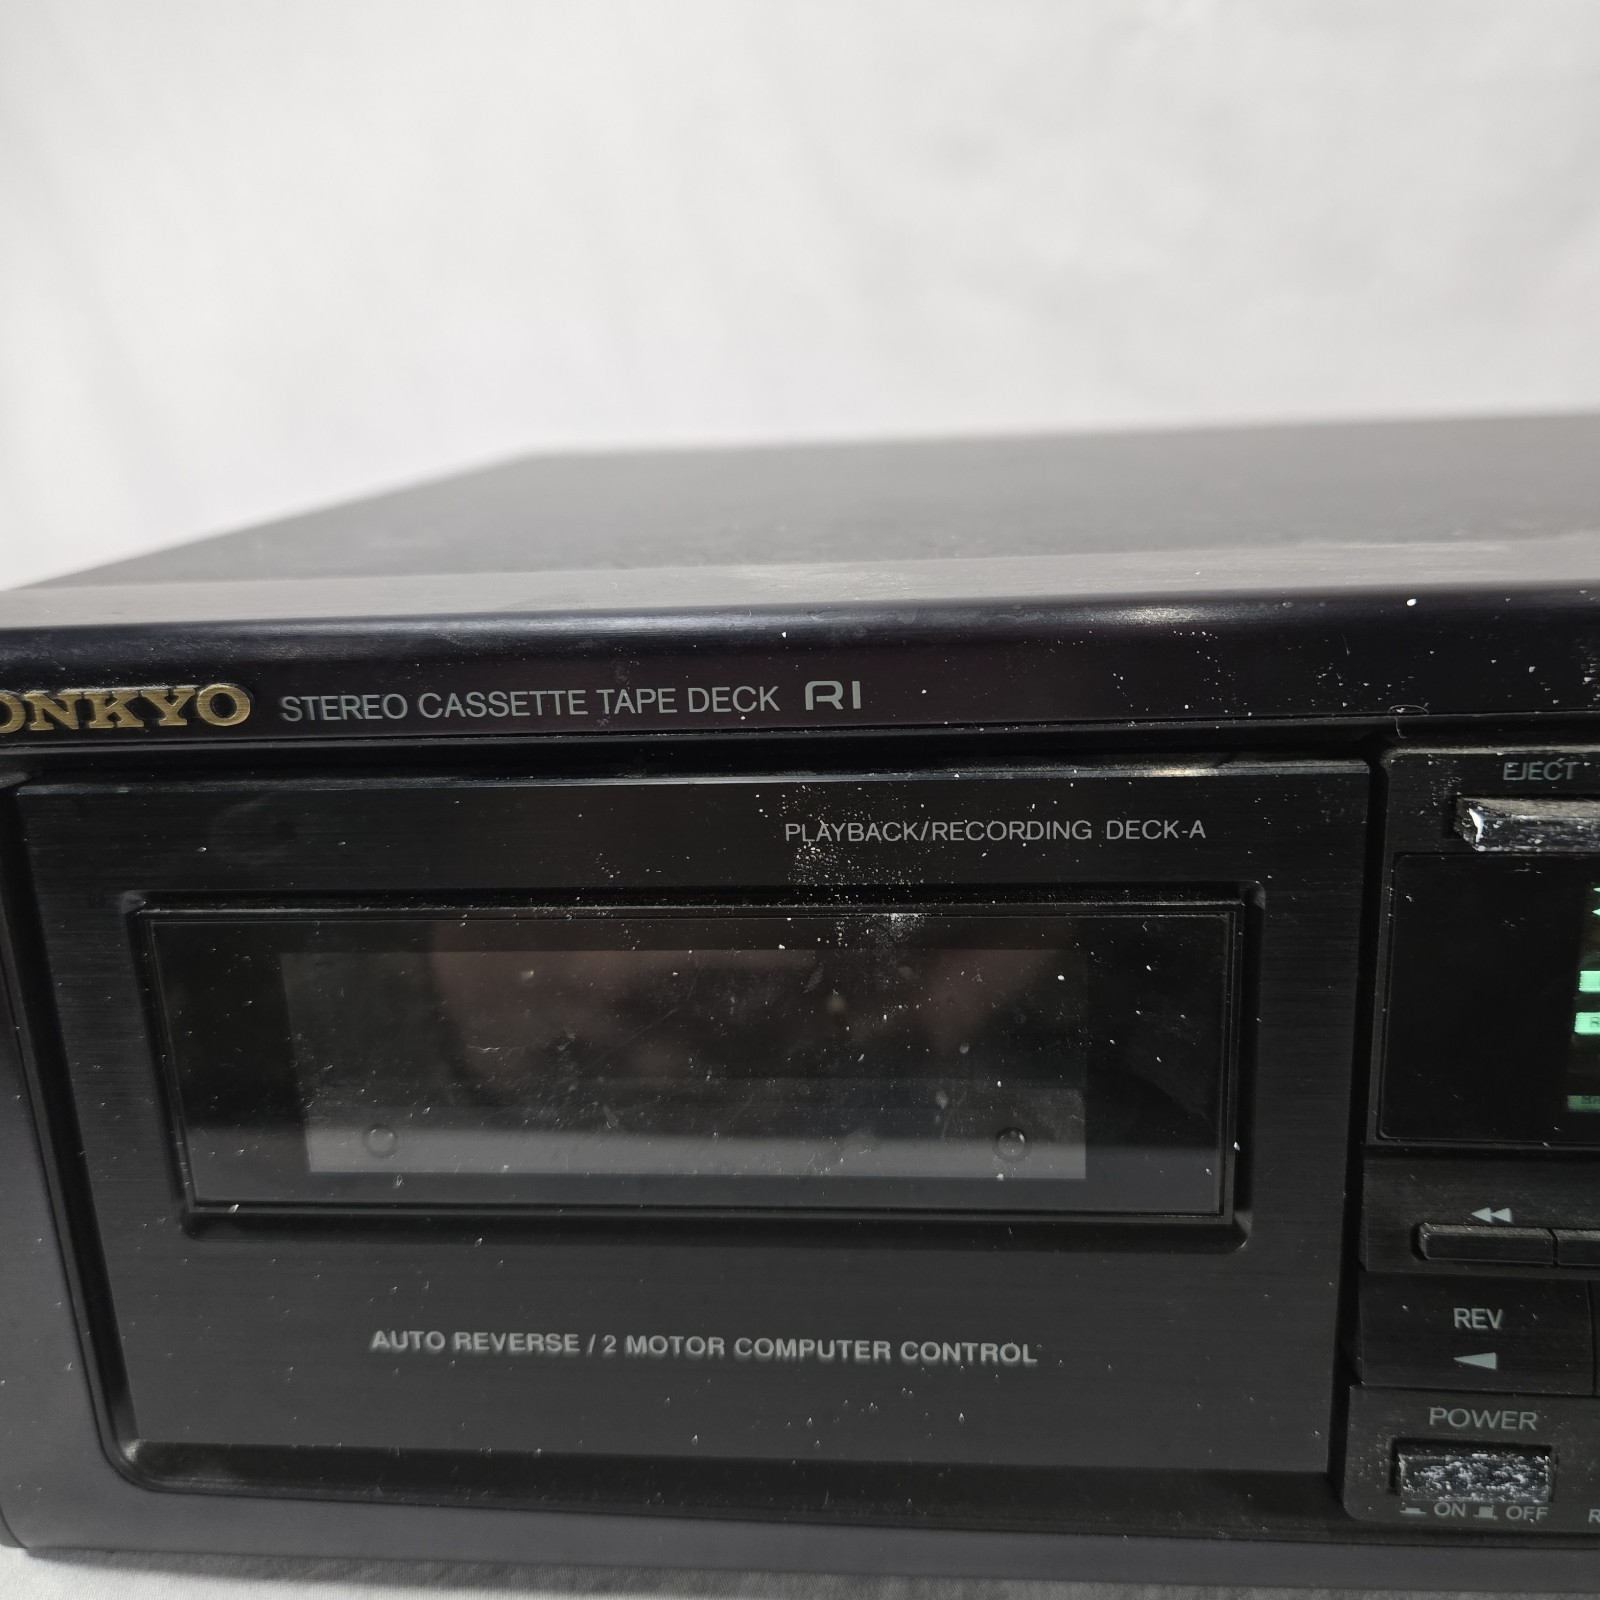 ONKYO STEREO CASSETTE TAPE DECK RI
EJECT
PLAYBACK/RECORDING DECK-A
AUTO REVERSE / 2 MOTOR COMPUTER CONTROL
REV
POWER
ON OFF